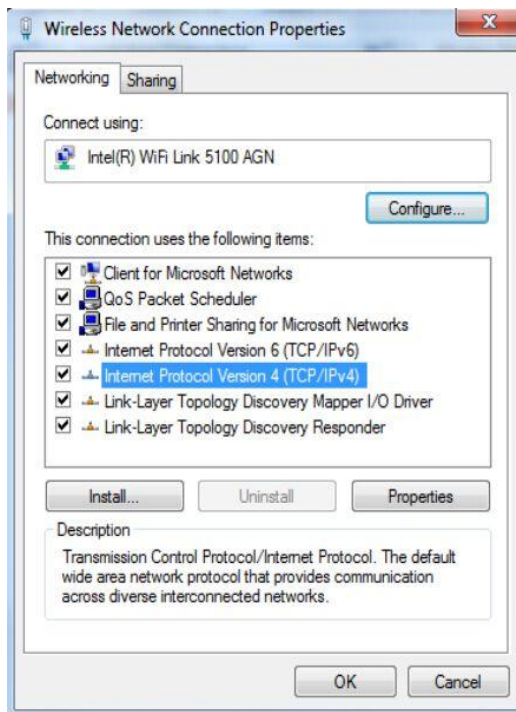 Wireless Network Connection Properties
Networking
Sharing
Connect using:
Intel(R) WiFi Link 5100 AGN
Configure...
This connection uses the following items:
Client for Microsoft Networks
QoS Packet Scheduler
File and Printer Sharing for Microsoft Networks
Internet Protocol Version 6 (TCP/IPv6)
Internet Protocol Version 4 (TCP/IPv4)
Link-Layer Topology Discovery Mapper I/O Driver
Link-Layer Topology Discovery Responder
Install...
Uninstall
Properties
Description
Transmission Control Protocol/Internet Protocol. The default
wide area network protocol that provides communication
across diverse interconnected networks.
OK
Cancel